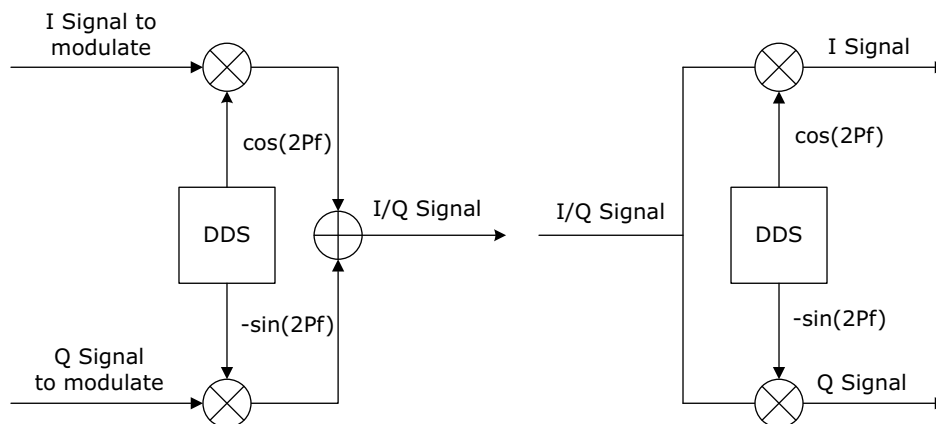 I Signal to
modulate
cos(2Pf)
DDS
-sin(2Pf)
Q Signal
to modulate
I/Q Signal
I/Q Signal
I Signal
cos(2Pf)
DDS
-sin(2Pf)
Q Signal